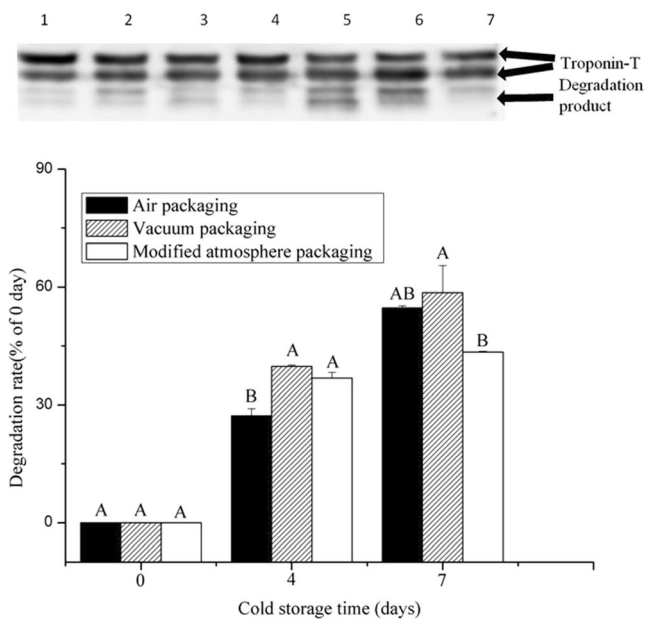 1 2 3 4 5 6 7
Troponin-T
Degradation
product
90
60
30
0
Degradation rate(% of 0 day)
Air packaging
Vacuum packaging
Modified atmosphere packaging
A A A
B A A
AB A B
0 4 7
Cold storage time (days)